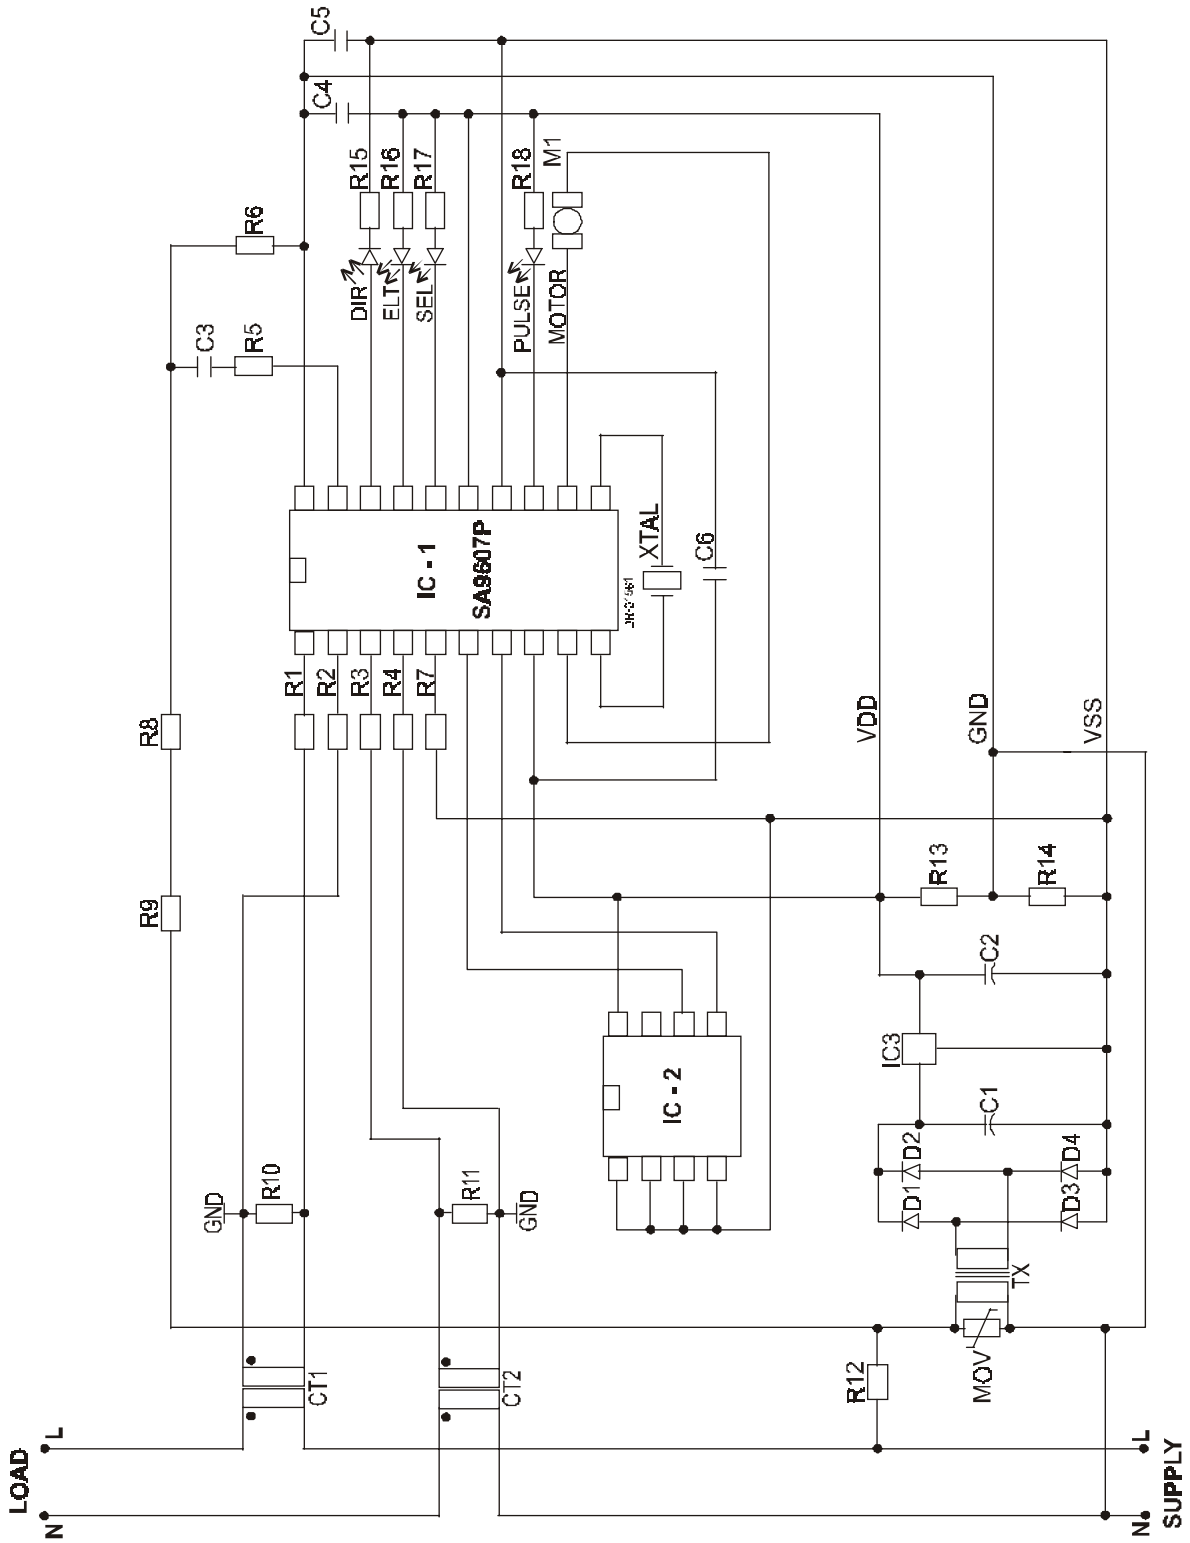 C5
C4
R6
R15
R16
R17
R18
M1
C3
R5
DIR
ELT
SEL
PULSE
MOTOR
IC - 1
SA9607P
XTAL
C6
DR-01561
R1
R2
R3
R4
R7
R8
VDD
GND
VSS
R9
R13
R14
C2
IC3
IC - 2
C1
D2
D4
D1
D3
GND
R10
R11
GND
TX
MOV
R12
CT1
CT2
LOAD
L
N
L
N
SUPPLY